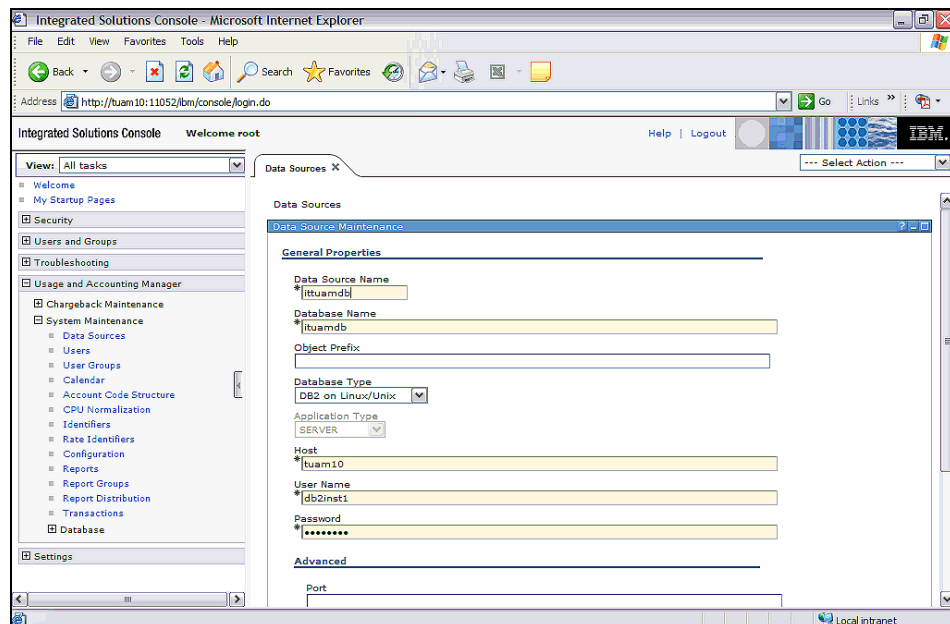 Integrated Solutions Console - Microsoft Internet Explorer
File Edit View Favorites Tools Help
Back Search Favorites
Address http://tuam10:11052/ibm/console/login.do Go Links »
Integrated Solutions Console Welcome root Help | Logout IBM.
View: All tasks
Data Sources X
--- Select Action ---
Welcome
My Startup Pages
Security
Users and Groups
Troubleshooting
Usage and Accounting Manager
Chargeback Maintenance
System Maintenance
Data Sources
Users
User Groups
Calendar
Account Code Structure
CPU Normalization
Identifiers
Rate Identifiers
Configuration
Reports
Report Groups
Report Distribution
Transactions
Database
Settings
Data Sources
Data Source Maintenance ?
General Properties
Data Source Name
*ittuamdb
Database Name
*ituamdb
Object Prefix
Database Type
DB2 on Linux/Unix
Application Type
SERVER
Host
*tuam10
User Name
*db2inst1
Password
*••••••••
Advanced
Port
Local intranet